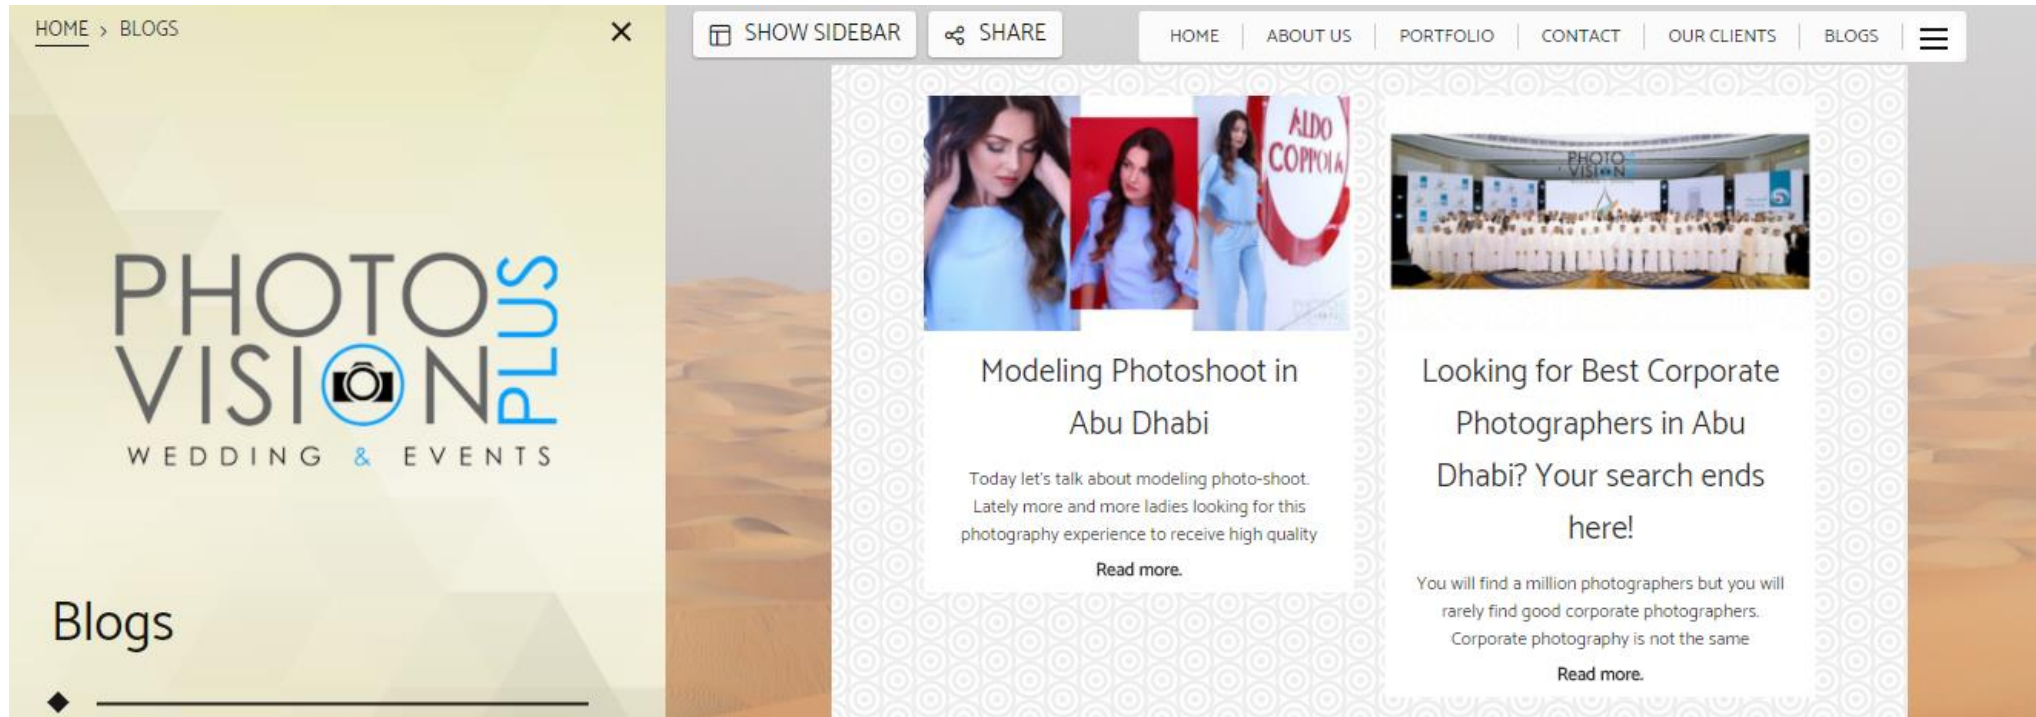 HOME > BLOGS
PHOTO
VISION
PLUS
WEDDING & EVENTS
Blogs
SHOW SIDEBAR
SHARE
HOME
ABOUT US
PORTFOLIO
CONTACT
OUR CLIENTS
BLOGS
ALDO
COPPOLA
Modeling Photoshoot in
Abu Dhabi
Today let's talk about modeling photo-shoot.
Lately more and more ladies looking for this
photography experience to receive high quality
Read more.
PHOTO
VISION
Looking for Best Corporate
Photographers in Abu
Dhabi? Your search ends
here!
You will find a million photographers but you will
rarely find good corporate photographers.
Corporate photography is not the same
Read more.